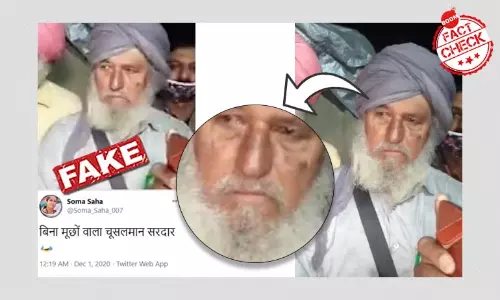 BOOM
FACT
CHECK
FAKE
Soma Saha
@Soma_Saha_007
बिना मूछों वाला चूसलमान सरदार
12:19 AM · Dec 1, 2020 · Twitter Web App